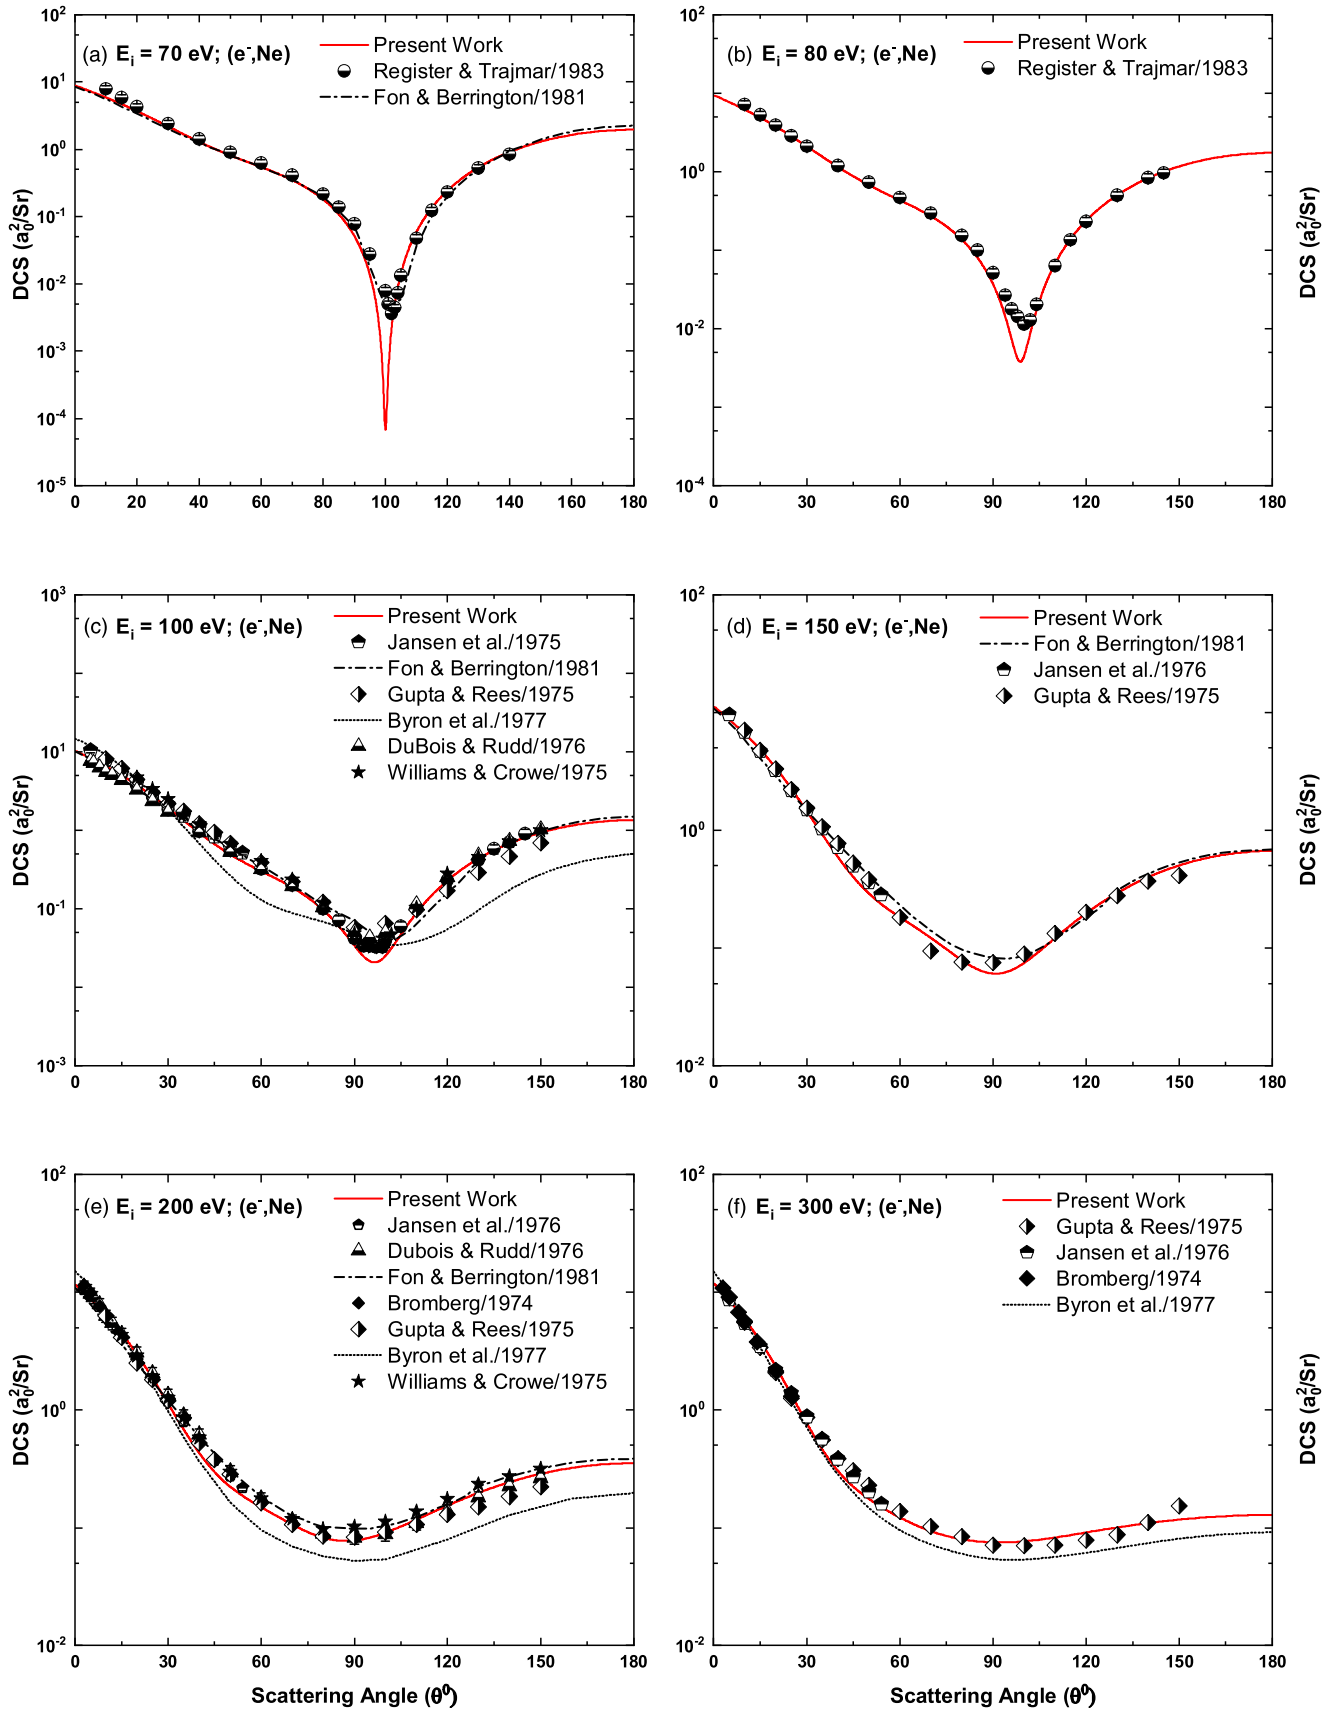 (a) E_i = 70 eV; (e⁻,Ne)
Present Work
Register & Trajmar/1983
Fon & Berrington/1981
10²
10¹
10⁰
10⁻¹
10⁻²
10⁻³
10⁻⁴
10⁻⁵
DCS (a₀²/Sr)
0 20 40 60 80 100 120 140 160 180
(b) E_i = 80 eV; (e⁻,Ne)
Present Work
Register & Trajmar/1983
10²
10⁰
10⁻²
10⁻⁴
DCS (a₀²/Sr)
0 30 60 90 120 150 180
(c) E_i = 100 eV; (e⁻,Ne)
Present Work
Jansen et al./1975
Fon & Berrington/1981
Gupta & Rees/1975
Byron et al./1977
DuBois & Rudd/1976
Williams & Crowe/1975
10³
10¹
10⁻¹
10⁻³
DCS (a₀²/Sr)
0 30 60 90 120 150 180
(d) E_i = 150 eV; (e⁻,Ne)
Present Work
Fon & Berrington/1981
Jansen et al./1976
Gupta & Rees/1975
10²
10⁰
10⁻²
DCS (a₀²/Sr)
0 30 60 90 120 150 180
(e) E_i = 200 eV; (e⁻,Ne)
Present Work
Jansen et al./1976
Dubois & Rudd/1976
Fon & Berrington/1981
Bromberg/1974
Gupta & Rees/1975
Byron et al./1977
Williams & Crowe/1975
10²
10⁰
10⁻²
DCS (a₀²/Sr)
0 30 60 90 120 150 180
Scattering Angle (θ⁰)
(f) E_i = 300 eV; (e⁻,Ne)
Present Work
Gupta & Rees/1975
Jansen et al./1976
Bromberg/1974
Byron et al./1977
10²
10⁰
10⁻²
DCS (a₀²/Sr)
0 30 60 90 120 150 180
Scattering Angle (θ⁰)